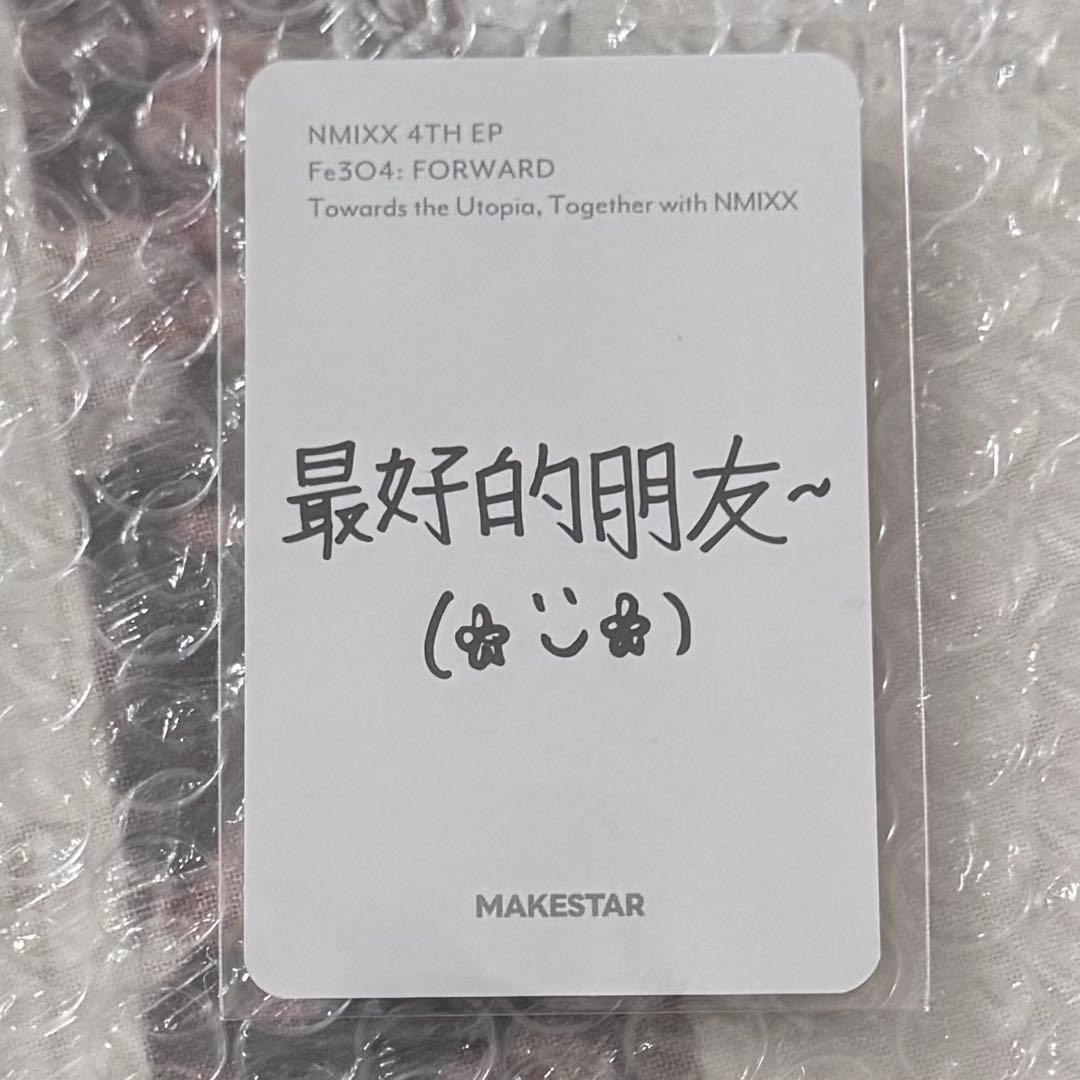 NMIXX 4TH EP
Fe3O4: FORWARD
Towards the Utopia, Together with NMIXX
最好的朋友~
MAKESTAR